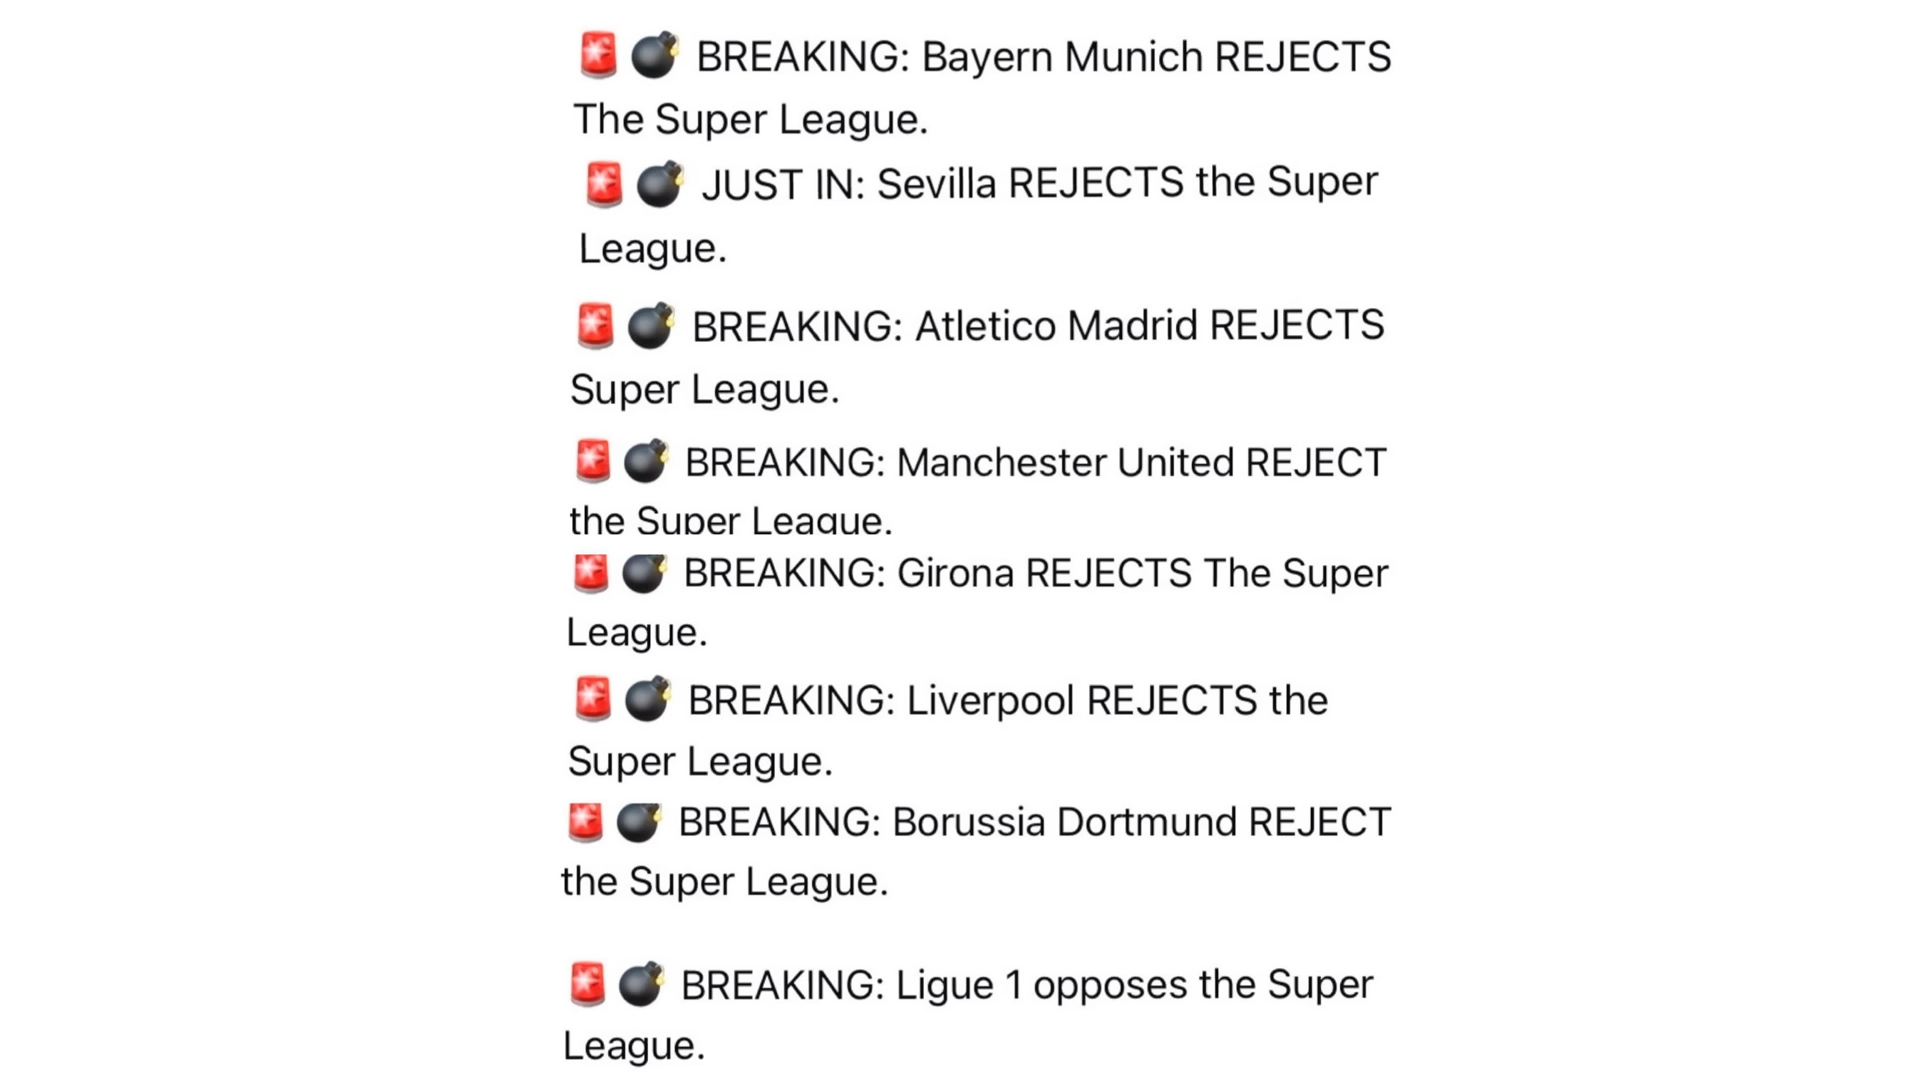 🚨💣 BREAKING: Bayern Munich REJECTS
The Super League.
🚨💣 JUST IN: Sevilla REJECTS the Super
League.
🚨💣 BREAKING: Atletico Madrid REJECTS
Super League.
🚨💣 BREAKING: Manchester United REJECT
the Super League.
🚨💣 BREAKING: Girona REJECTS The Super
League.
🚨💣 BREAKING: Liverpool REJECTS the
Super League.
🚨💣 BREAKING: Borussia Dortmund REJECT
the Super League.
🚨💣 BREAKING: Ligue 1 opposes the Super
League.